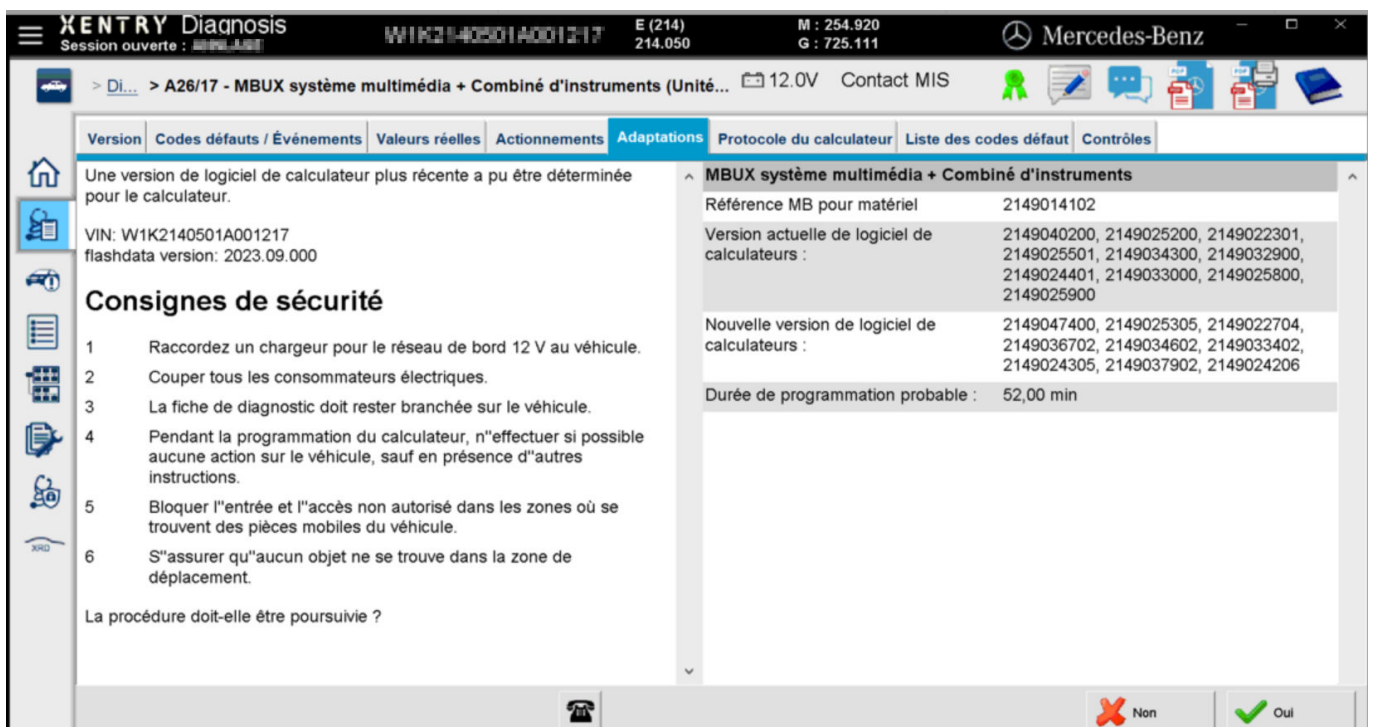 XENTRY Diagnosis
Session ouverte :
W1K2140501A001217
E (214)
214.050
M : 254.920
G : 725.111
Mercedes-Benz
> Di... > A26/17 - MBUX système multimédia + Combiné d'instruments (Unité...
12.0V
Contact MIS
PDF
PDF
Version
Codes défauts / Événements
Valeurs réelles
Actionnements
Adaptations
Protocole du calculateur
Liste des codes défaut
Contrôles
Une version de logiciel de calculateur plus récente a pu être déterminée
pour le calculateur.
VIN: W1K2140501A001217
flashdata version: 2023.09.000
Consignes de sécurité
1 Raccordez un chargeur pour le réseau de bord 12 V au véhicule.
2 Couper tous les consommateurs électriques.
3 La fiche de diagnostic doit rester branchée sur le véhicule.
4 Pendant la programmation du calculateur, n"effectuer si possible
aucune action sur le véhicule, sauf en présence d"autres
instructions.
5 Bloquer l"entrée et l"accès non autorisé dans les zones où se
trouvent des pièces mobiles du véhicule.
6 S"assurer qu"aucun objet ne se trouve dans la zone de
déplacement.
La procédure doit-elle être poursuivie ?
MBUX système multimédia + Combiné d'instruments
Référence MB pour matériel 2149014102
Version actuelle de logiciel de 2149040200, 2149025200, 2149022301,
calculateurs : 2149025501, 2149034300, 2149032900,
2149024401, 2149033000, 2149025800,
2149025900
Nouvelle version de logiciel de 2149047400, 2149025305, 2149022704,
calculateurs : 2149036702, 2149034602, 2149033402,
2149024305, 2149037902, 2149024206
Durée de programmation probable : 52,00 min
XRD
Non
Oui